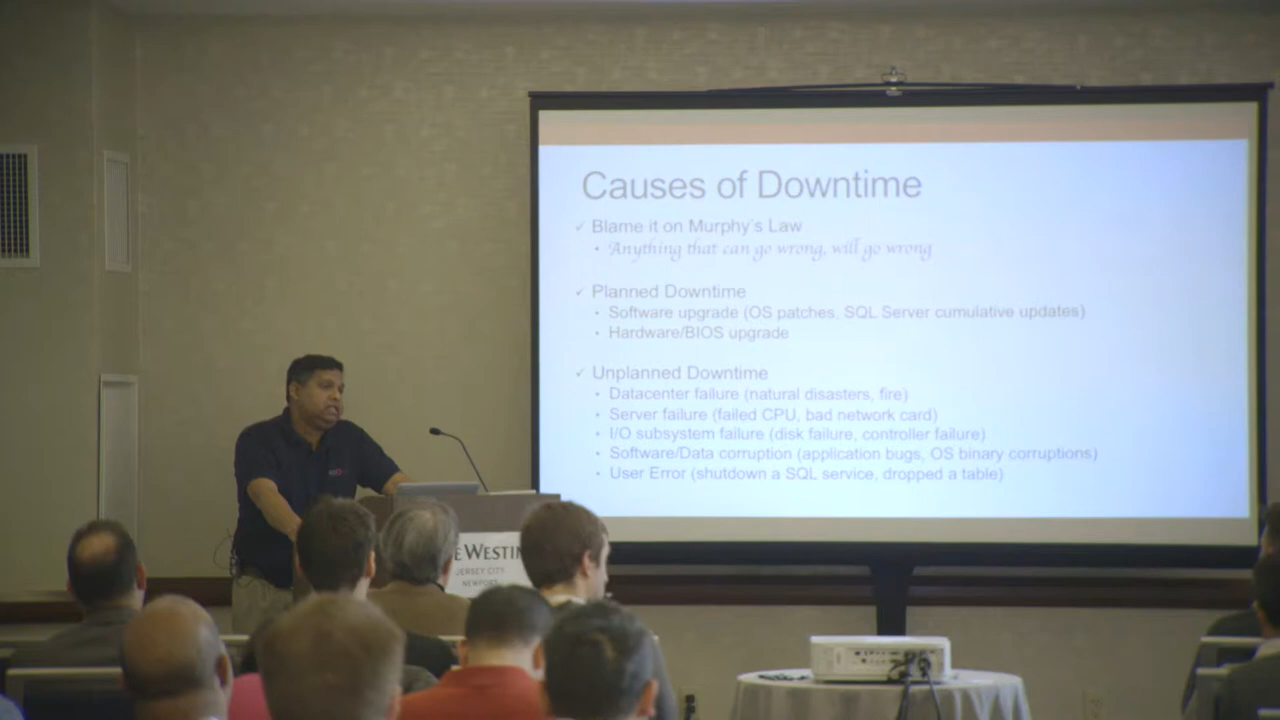 Causes of Downtime
✓ Blame it on Murphy's Law
• Anything that can go wrong, will go wrong
✓ Planned Downtime
• Software upgrade (OS patches, SQL Server cumulative updates)
• Hardware/BIOS upgrade
✓ Unplanned Downtime
• Datacenter failure (natural disasters, fire)
• Server failure (failed CPU, bad network card)
• I/O subsystem failure (disk failure, controller failure)
• Software/Data corruption (application bugs, OS binary corruptions)
• User Error (shutdown a SQL service, dropped a table)
E WESTIN
JERSEY CITY
NEWPORT